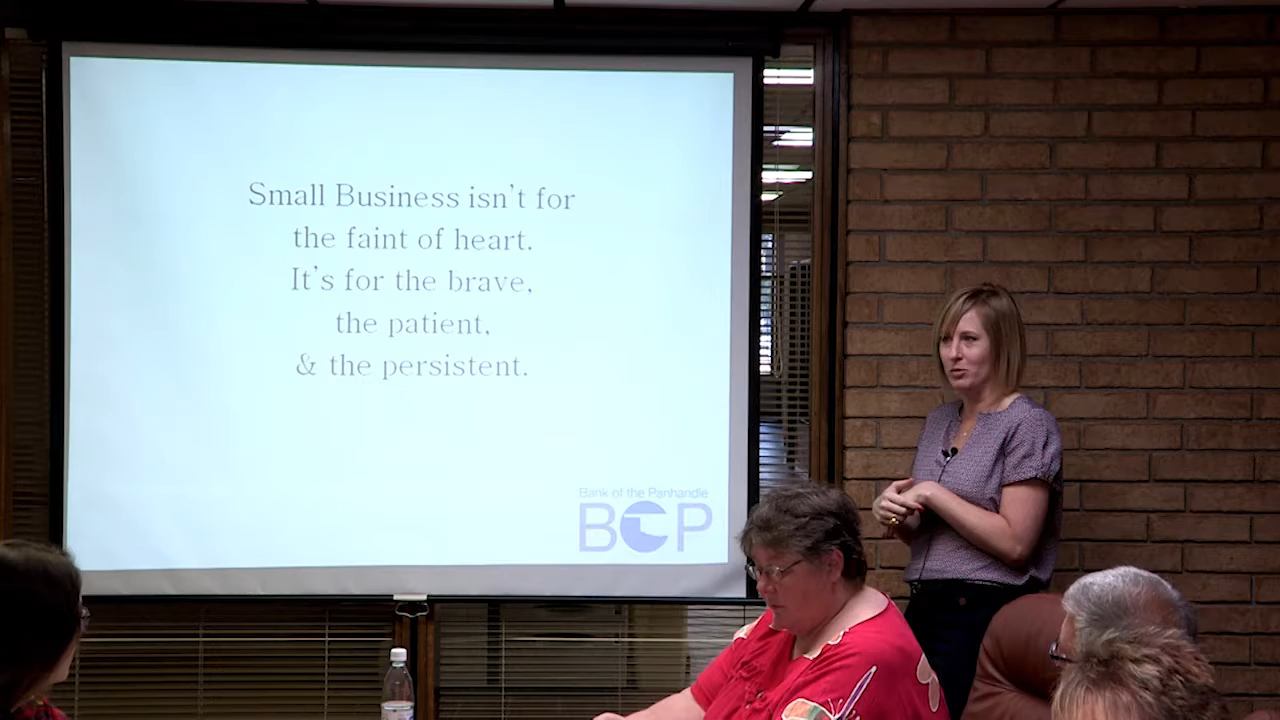 Small Business isn't for
the faint of heart.
It's for the brave,
the patient,
& the persistent.
Bank of the Panhandle
BOP